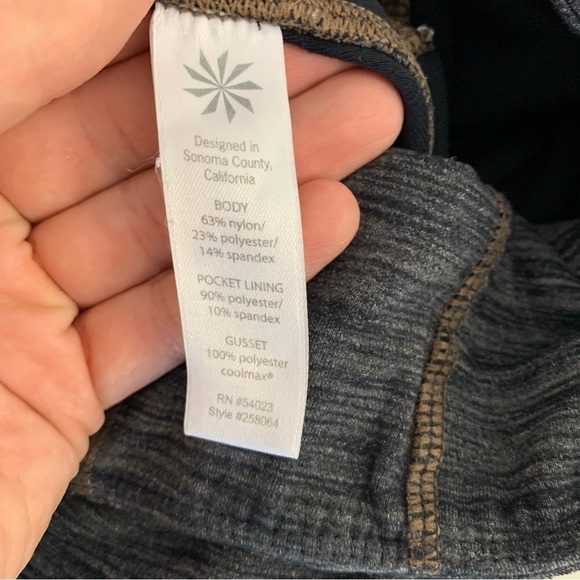 Designed in
Sonoma County,
California
BODY
63% nylon/
23% polyester/
14% spandex
POCKET LINING
90% polyester/
10% spandex
GUSSET
100% polyester
coolmax®
RN #54023
Style #258064